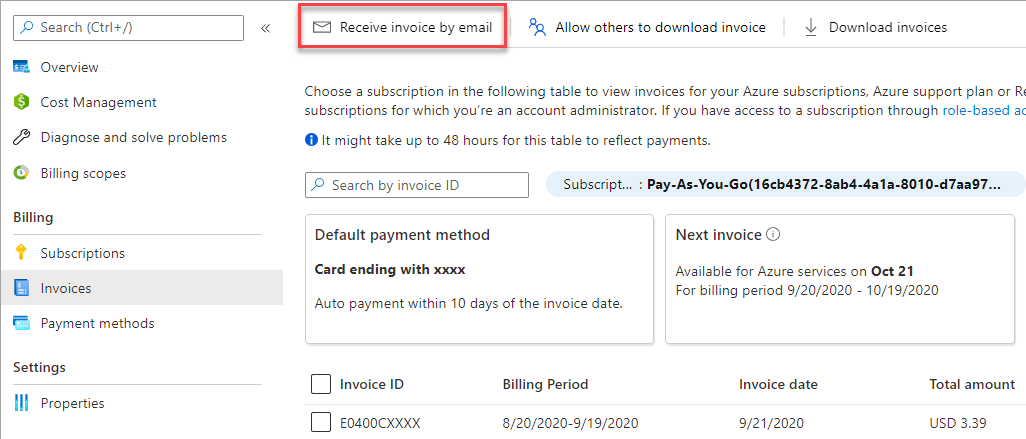 Search (Ctrl+/)
«
Receive invoice by email
Allow others to download invoice
Download invoices
Overview
Cost Management
Diagnose and solve problems
Billing scopes
Billing
Subscriptions
Invoices
Payment methods
Settings
Properties
Choose a subscription in the following table to view invoices for your Azure subscriptions, Azure support plan or Re
subscriptions for which you're an account administrator. If you have access to a subscription through role-based ac
It might take up to 48 hours for this table to reflect payments.
Search by invoice ID
Subscript... : Pay-As-You-Go(16cb4372-8ab4-4a1a-8010-d7aa97...
Default payment method
Card ending with xxxx
Auto payment within 10 days of the invoice date.
Next invoice
Available for Azure services on Oct 21
For billing period 9/20/2020 - 10/19/2020
Invoice ID Billing Period Invoice date Total amount
E0400CXXXX 8/20/2020-9/19/2020 9/21/2020 USD 3.39